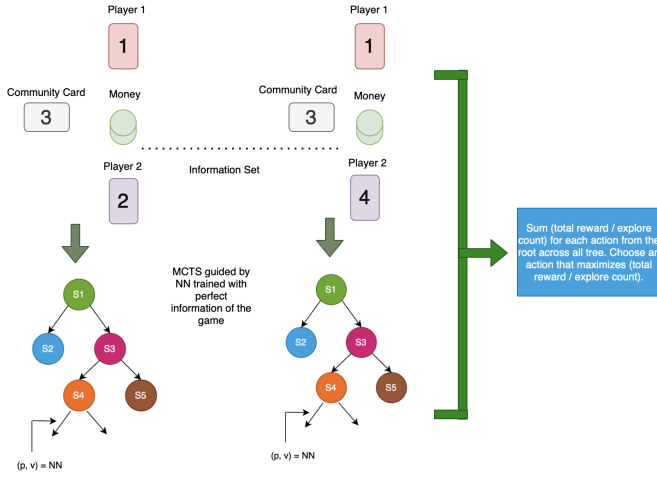 Player 1
1
Community Card
3
Money
Player 2
2
Player 1
1
Community Card
3
Money
Player 2
4
Information Set
MCTS guided by
NN trained with
perfect
information of the
game
S1
S2
S3
S4
S5
(p, v) = NN
S1
S2
S3
S4
S5
(p, v) = NN
Sum (total reward / explore
count) for each action from the
root across all tree. Choose an
action that maximizes (total
reward / explore count).